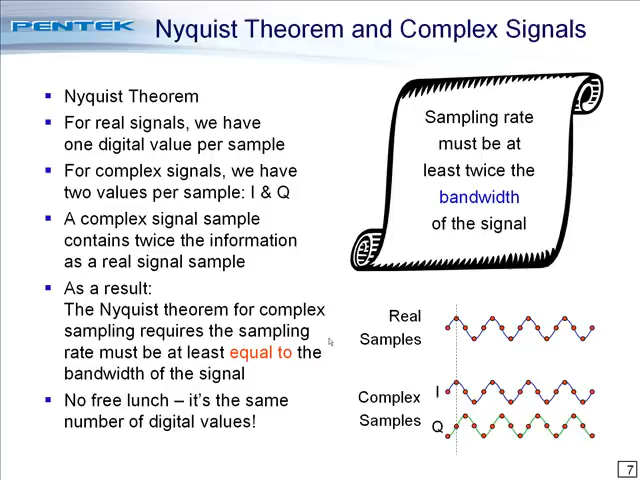 PENTEK
Nyquist Theorem and Complex Signals
Nyquist Theorem
For real signals, we have
one digital value per sample
For complex signals, we have
two values per sample: I & Q
A complex signal sample
contains twice the information
as a real signal sample
As a result:
The Nyquist theorem for complex
sampling requires the sampling
rate must be at least equal to the
bandwidth of the signal
No free lunch – it's the same
number of digital values!
Sampling rate
must be at
least twice the
bandwidth
of the signal
Real
Samples
Complex
Samples
I
Q
7